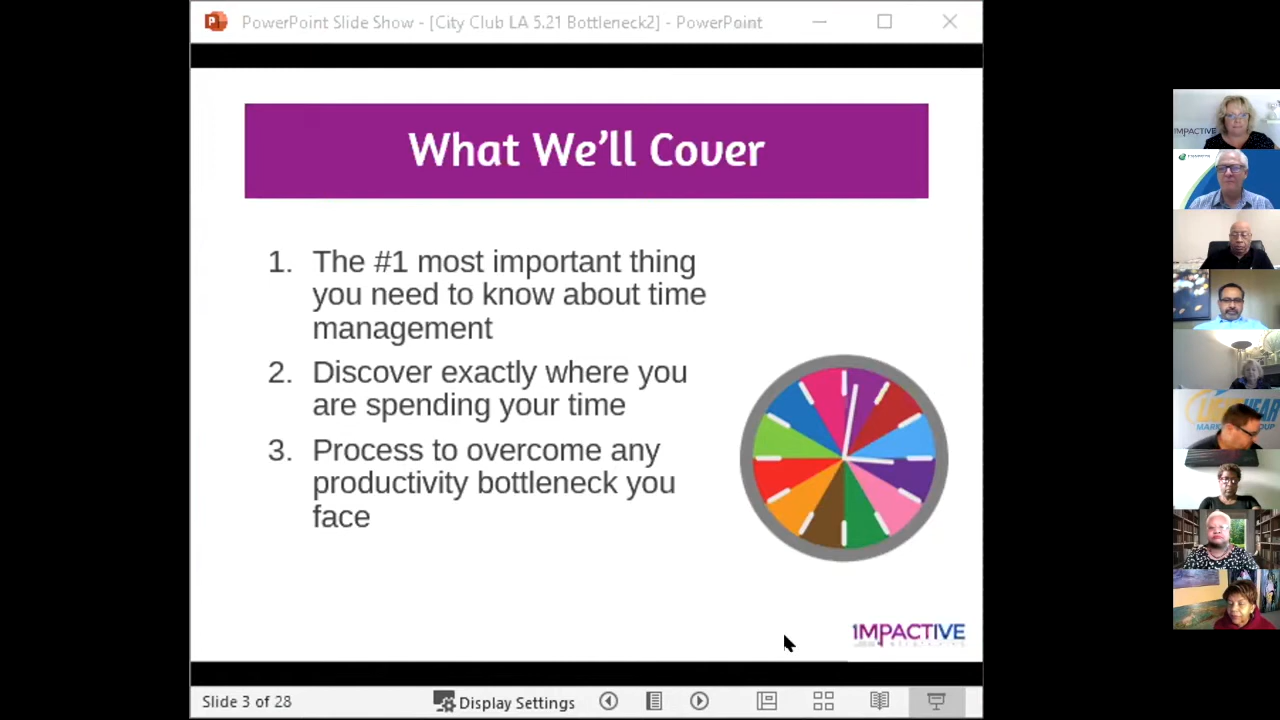 PowerPoint Slide Show - [City Club LA 5.21 Bottleneck2] - PowerPoint
What We'll Cover
1. The #1 most important thing
you need to know about time
management
2. Discover exactly where you
are spending your time
3. Process to overcome any
productivity bottleneck you
face
IMPACTIVE
Slide 3 of 28
Display Settings
IMPACTIVE